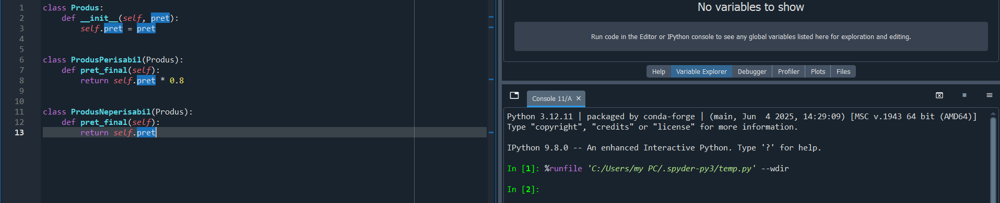 1 class Produs:
2     def __init__(self, pret):
3         self.pret = pret
4
5
6 class ProdusPerisabil(Produs):
7     def pret_final(self):
8         return self.pret * 0.8
9
10
11 class ProdusNeperisabil(Produs):
12     def pret_final(self):
13         return self.pret
No variables to show
Run code in the Editor or IPython console to see any global variables listed here for exploration and editing.
Help Variable Explorer Debugger Profiler Plots Files
Console 11/A ×
Python 3.12.11 | packaged by conda-forge | (main, Jun  4 2025, 14:29:09) [MSC v.1943 64 bit (AMD64)]
Type "copyright", "credits" or "license" for more information.
IPython 9.8.0 -- An enhanced Interactive Python. Type '?' for help.
In [1]: %runfile 'C:/Users/my PC/.spyder-py3/temp.py' --wdir
In [2]: